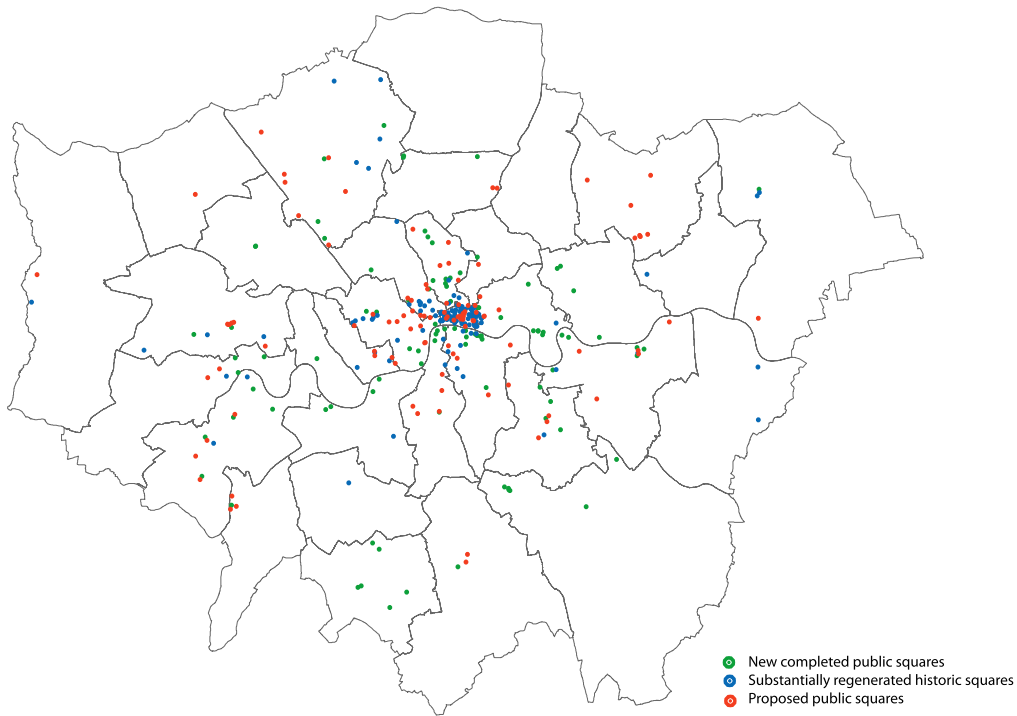 New completed public squares
Substantially regenerated historic squares
Proposed public squares